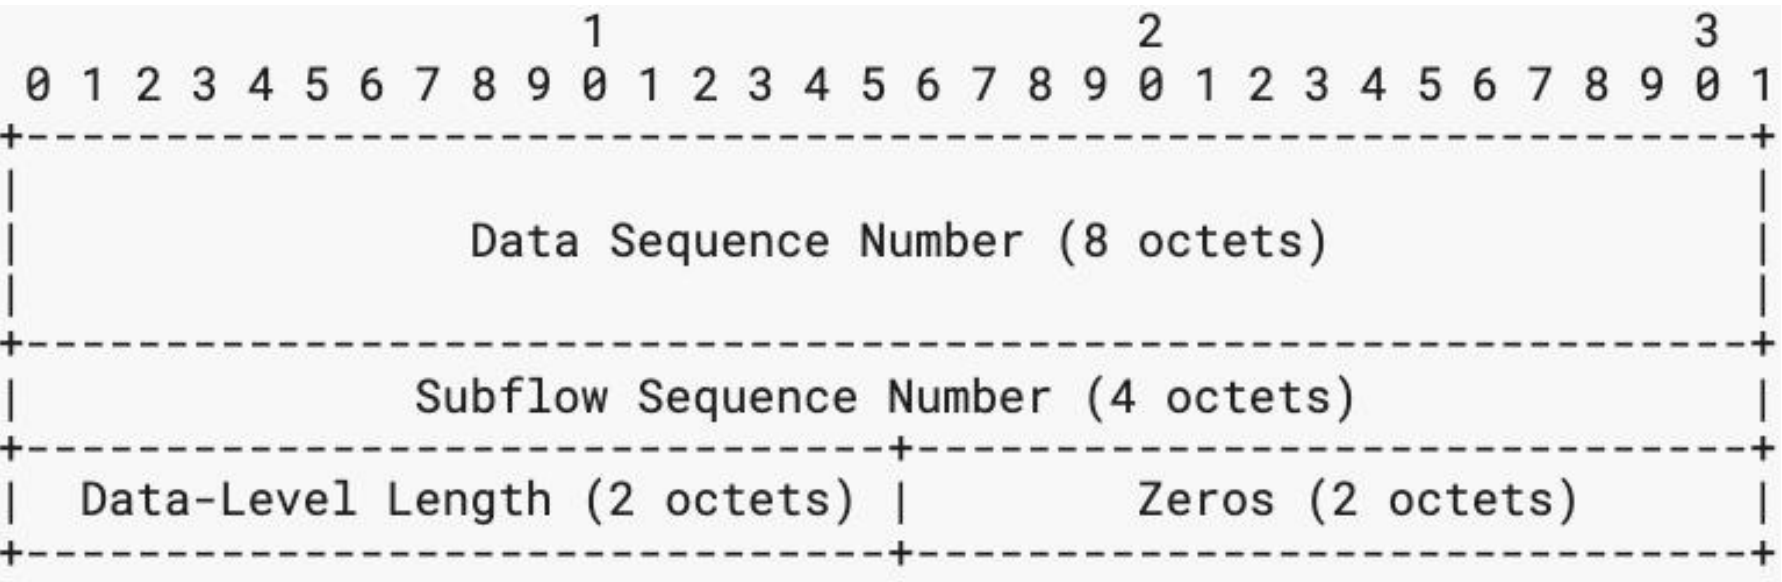 1 2 3
0 1 2 3 4 5 6 7 8 9 0 1 2 3 4 5 6 7 8 9 0 1 2 3 4 5 6 7 8 9 0 1
Data Sequence Number (8 octets)
Subflow Sequence Number (4 octets)
Data-Level Length (2 octets) | Zeros (2 octets)